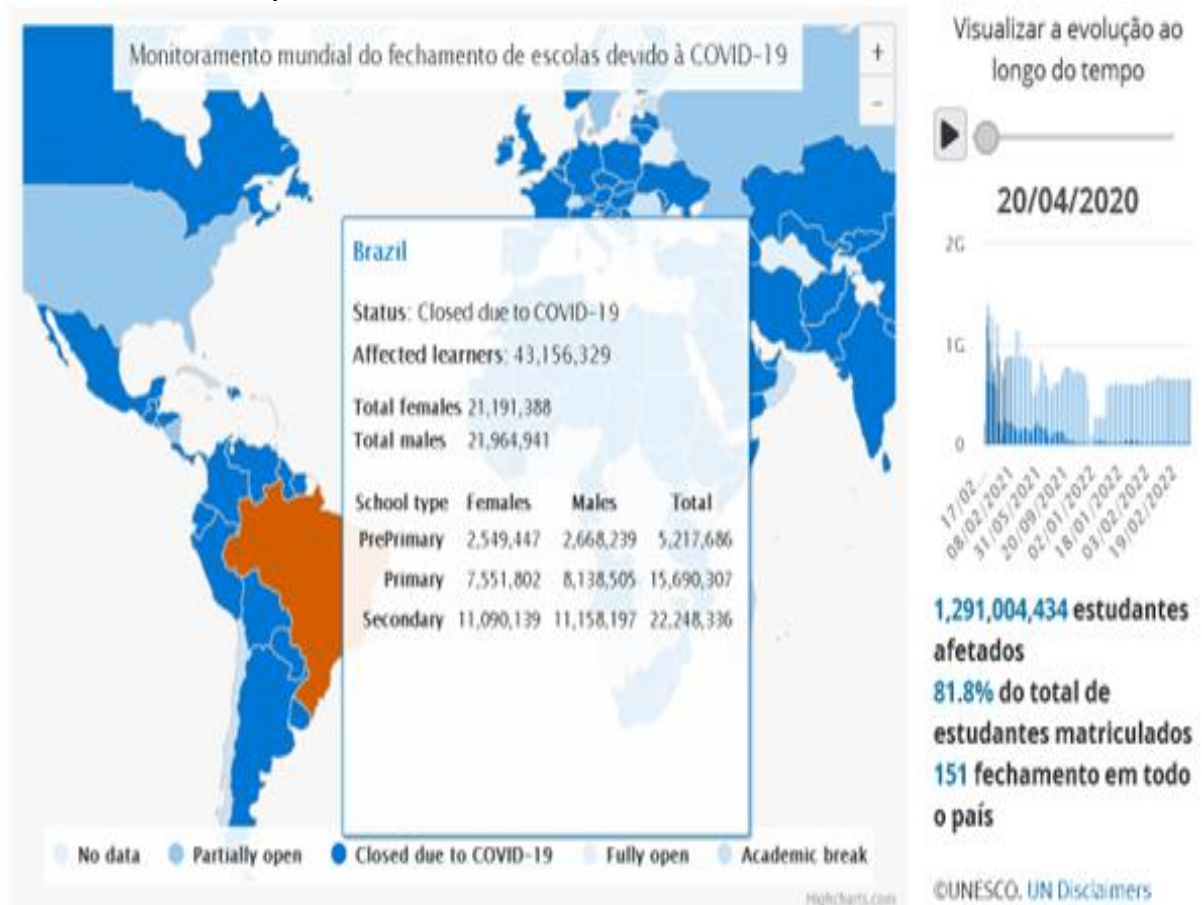 Monitoramento mundial do fechamento de escolas devido à COVID-19
+
-
Brazil
Status: Closed due to COVID-19
Affected learners: 43,156,329
Total females 21,191,388
Total males 21,964,941
School type Females Males Total
PrePrimary 2,549,447 2,668,239 5,217,686
Primary 7,551,802 8,138,505 15,690,307
Secondary 11,090,139 11,158,197 22,248,336
No data Partially open Closed due to COVID-19 Fully open Academic break
Highcharts.com
Visualizar a evolução ao
longo do tempo
20/04/2020
2G
1G
0
17/02...
08/02/2021
31/05/2021
20/09/2021
02/01/2022
18/01/2022
03/02/2022
19/02/2022
1,291,004,434 estudantes
afetados
81.8% do total de
estudantes matriculados
151 fechamento em todo
o país
©UNESCO. UN Disclaimers